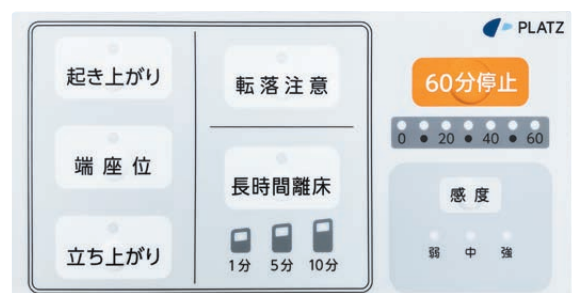 PLATZ
起き上がり
転落注意
60分停止
0 ● 20 ● 40 ● 60
端座位
長時間離床
感度
立ち上がり
1分 5分 10分
弱 中 強